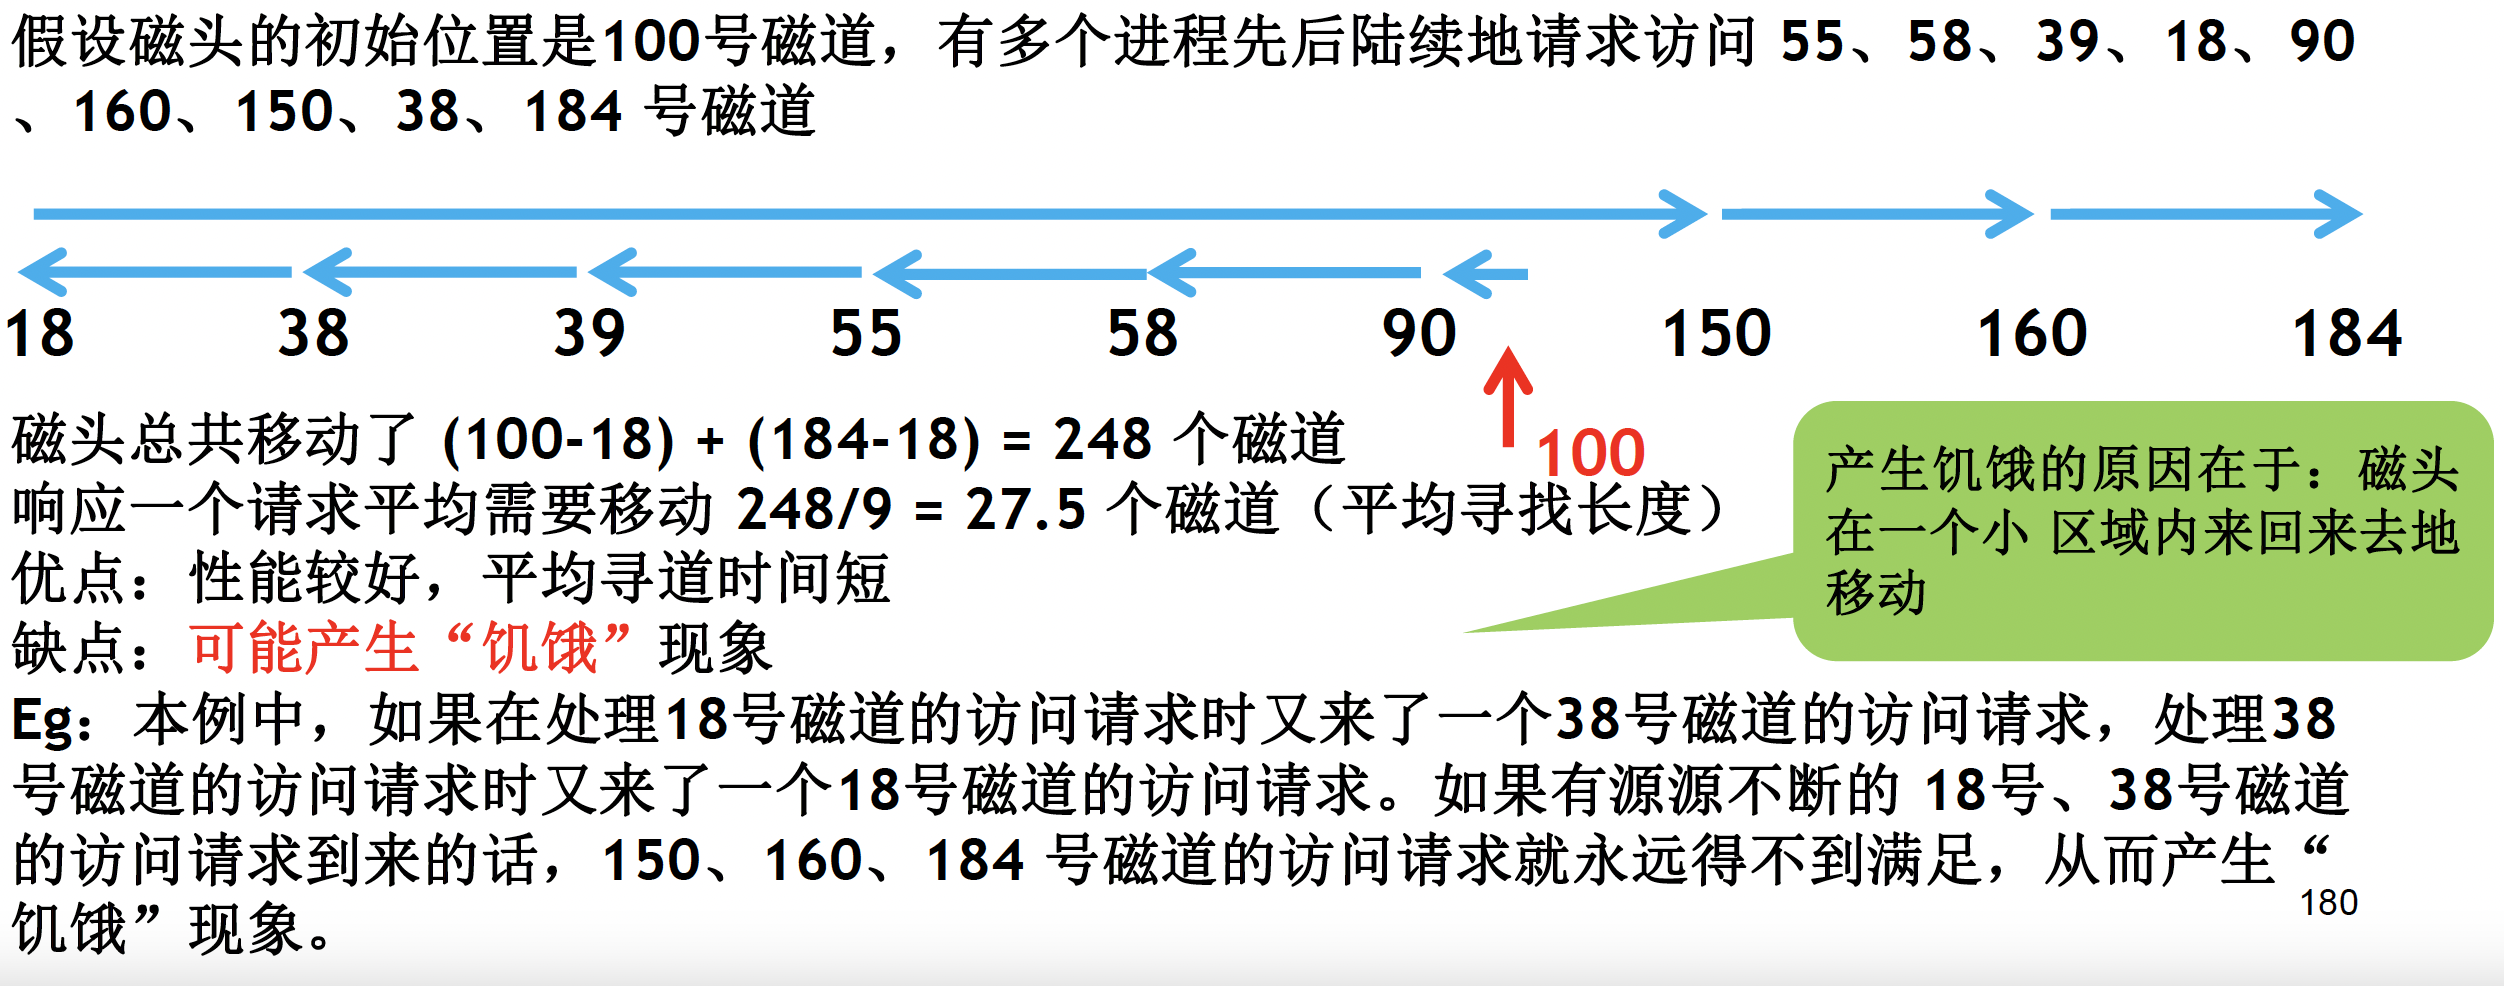 假设磁头的初始位置是100号磁道，有多个进程先后陆续地请求访问 55、58、39、18、90
、160、150、38、184 号磁道
18 38 39 55 58 90 150 160 184
100
磁头总共移动了 (100-18) + (184-18) = 248 个磁道
响应一个请求平均需要移动 248/9 = 27.5 个磁道（平均寻找长度）
优点：性能较好，平均寻道时间短
缺点：可能产生“饥饿”现象
产生饥饿的原因在于：磁头
在一个小 区域内来回来去地
移动
Eg：本例中，如果在处理18号磁道的访问请求时又来了一个38号磁道的访问请求，处理38
号磁道的访问请求时又来了一个18号磁道的访问请求。如果有源源不断的 18号、38号磁道
的访问请求到来的话，150、160、184 号磁道的访问请求就永远得不到满足，从而产生“
饥饿”现象。
180